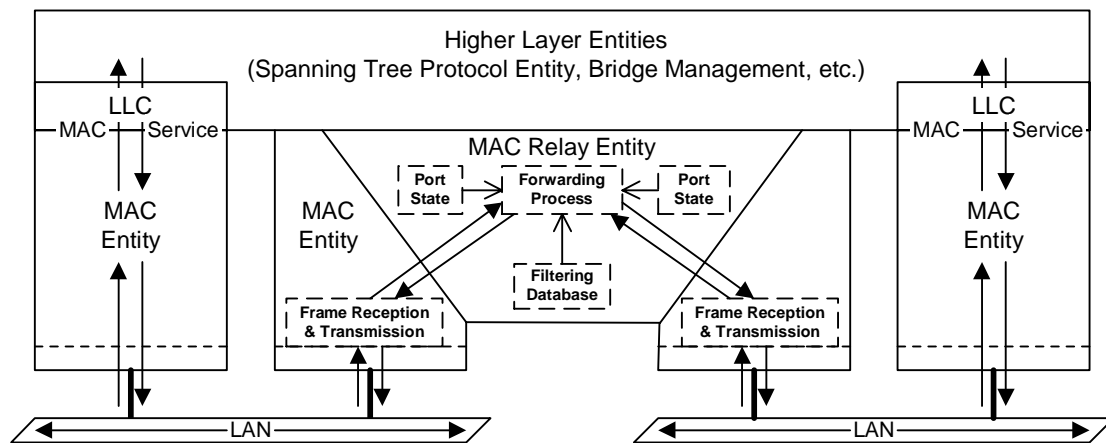 Higher Layer Entities
(Spanning Tree Protocol Entity, Bridge Management, etc.)
LLC
MAC Service
MAC
Entity
MAC
Entity
MAC Relay Entity
Port
State
Forwarding
Process
Port
State
Filtering
Database
Frame Reception
& Transmission
Frame Reception
& Transmission
LLC
MAC Service
MAC
Entity
LAN
LAN